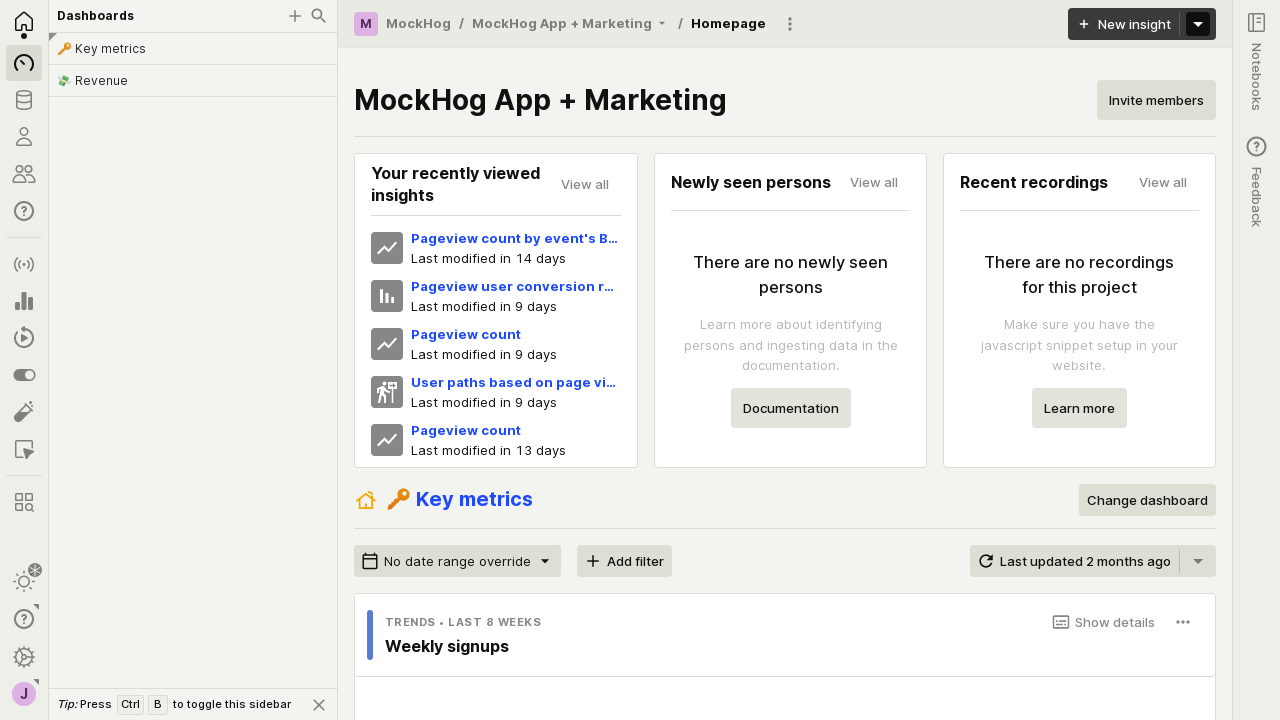 Dashboards
🔑 Key metrics
💸 Revenue
Tip: Press Ctrl B to toggle this sidebar
J
M MockHog / MockHog App + Marketing / Homepage
New insight
MockHog App + Marketing
Invite members
Your recently viewed insights
View all
Pageview count by event's B...
Last modified in 14 days
Pageview user conversion r...
Last modified in 9 days
Pageview count
Last modified in 9 days
User paths based on page vi...
Last modified in 9 days
Pageview count
Last modified in 13 days
Newly seen persons
View all
There are no newly seen
persons
Learn more about identifying
persons and ingesting data in the
documentation.
Documentation
Recent recordings
View all
There are no recordings
for this project
Make sure you have the
javascript snippet setup in your
website.
Learn more
🔑 Key metrics
Change dashboard
No date range override
Add filter
Last updated 2 months ago
TRENDS • LAST 8 WEEKS
Show details
Weekly signups
Notebooks
Feedback